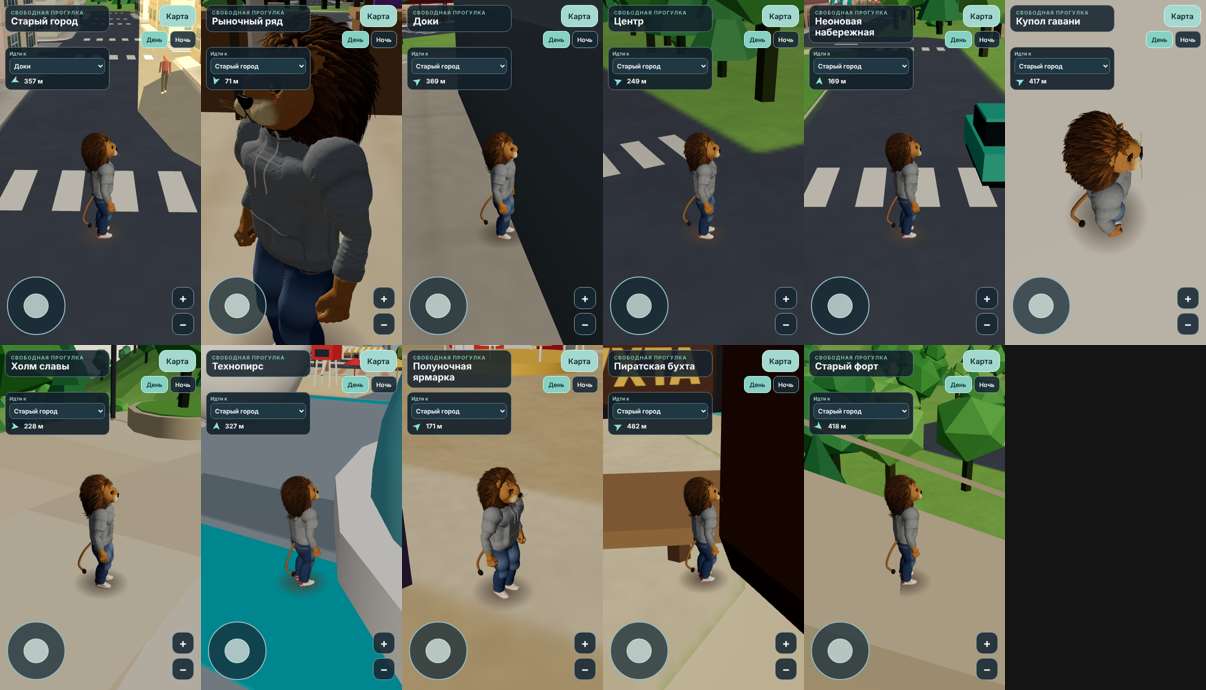 СВОБОДНАЯ ПРОГУЛКА
Старый город
Карта
День
Ночь
Идти к
Доки
357 м
+
−
СВОБОДНАЯ ПРОГУЛКА
Рыночный ряд
Карта
День
Ночь
Идти к
Старый город
71 м
+
−
СВОБОДНАЯ ПРОГУЛКА
Доки
Карта
День
Ночь
Идти к
Старый город
369 м
+
−
СВОБОДНАЯ ПРОГУЛКА
Центр
Карта
День
Ночь
Идти к
Старый город
249 м
+
−
СВОБОДНАЯ ПРОГУЛКА
Неоновая
набережная
Карта
День
Ночь
Идти к
Старый город
169 м
+
−
СВОБОДНАЯ ПРОГУЛКА
Купол гавани
Карта
День
Ночь
Идти к
Старый город
417 м
+
−
СВОБОДНАЯ ПРОГУЛКА
Холм славы
Карта
День
Ночь
Идти к
Старый город
228 м
+
−
СВОБОДНАЯ ПРОГУЛКА
Технопирс
Карта
День
Ночь
Идти к
Старый город
327 м
+
−
СВОБОДНАЯ ПРОГУЛКА
Полуночная
ярмарка
Карта
День
Ночь
Идти к
Старый город
171 м
+
−
СВОБОДНАЯ ПРОГУЛКА
Пиратская бухта
Карта
День
Ночь
Идти к
Старый город
482 м
+
−
СВОБОДНАЯ ПРОГУЛКА
Старый форт
Карта
День
Ночь
Идти к
Старый город
418 м
+
−